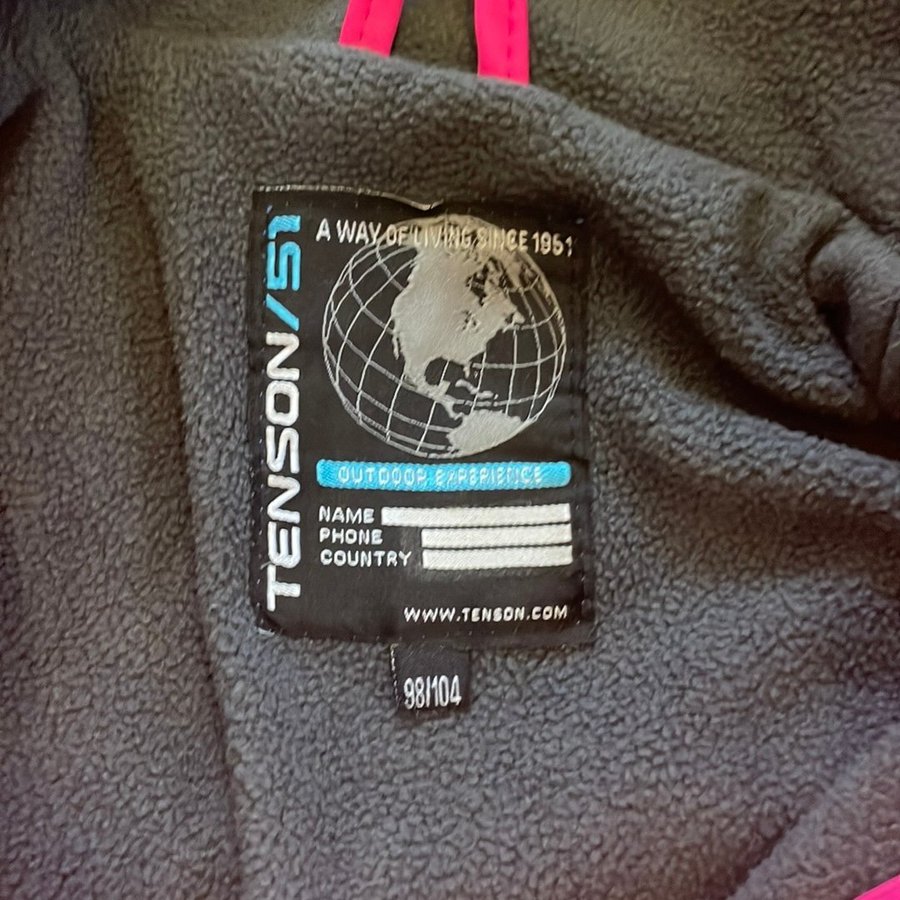 TENSON/51
A WAY OF LIVING SINCE 1951
OUTDOOR EXPERIENCE
NAME
PHONE
COUNTRY
WWW.TENSON.COM
98/104